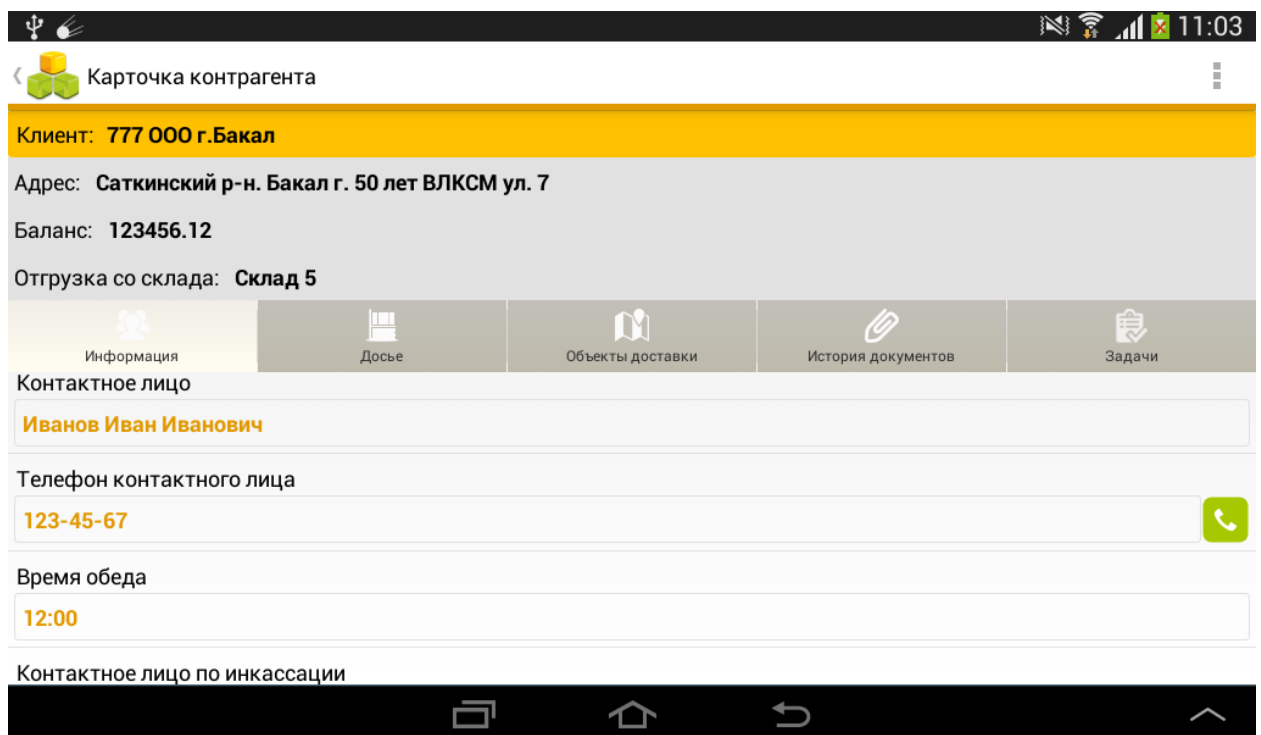 11:03
Карточка контрагента
Клиент: 777 ООО г.Бакал
Адрес: Саткинский р-н. Бакал г. 50 лет ВЛКСМ ул. 7
Баланс: 123456.12
Отгрузка со склада: Склад 5
Информация Досье Объекты доставки История документов Задачи
Контактное лицо
Иванов Иван Иванович
Телефон контактного лица
123-45-67
Время обеда
12:00
Контактное лицо по инкассации